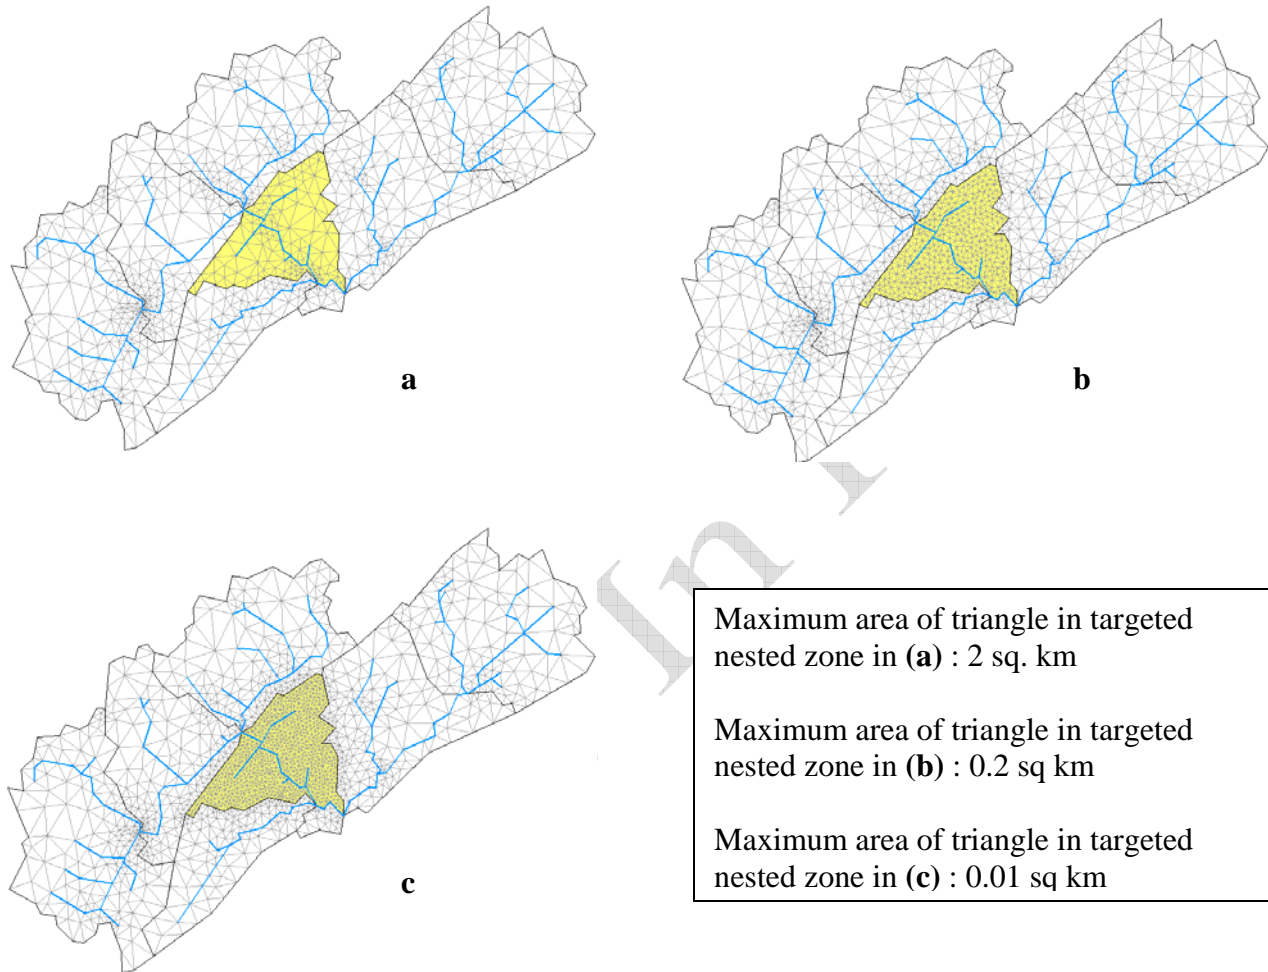 a
b
In P
Maximum area of triangle in targeted
nested zone in (a) : 2 sq. km
Maximum area of triangle in targeted
nested zone in (b) : 0.2 sq km
Maximum area of triangle in targeted
nested zone in (c) : 0.01 sq km
c